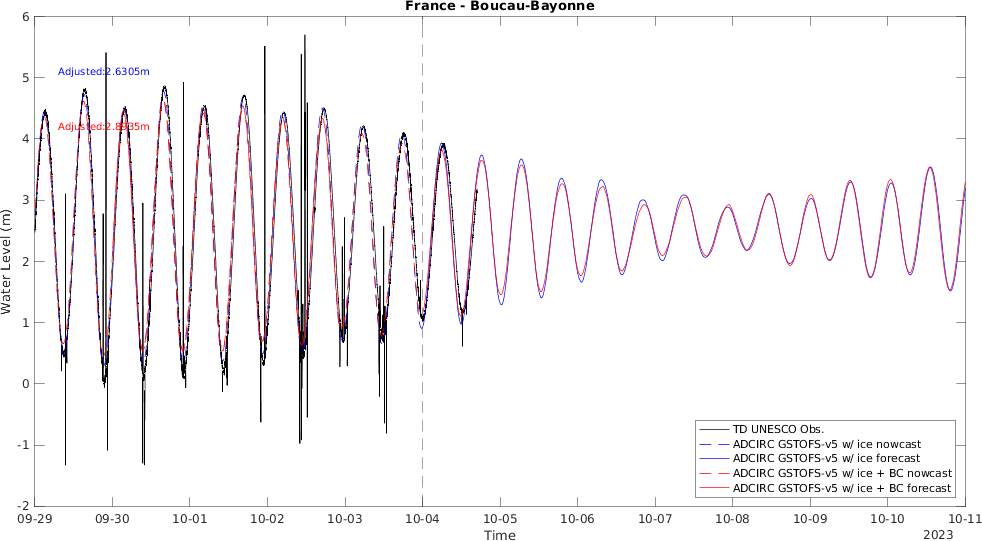 France - Boucau-Bayonne
6
5
4
3
2
1
0
-1
-2
Water Level (m)
Adjusted:2.6305m
Adjusted:2.8935m
TD UNESCO Obs.
ADCIRC GSTOFS-v5 w/ ice nowcast
ADCIRC GSTOFS-v5 w/ ice forecast
ADCIRC GSTOFS-v5 w/ ice + BC nowcast
ADCIRC GSTOFS-v5 w/ ice + BC forecast
09-29 09-30 10-01 10-02 10-03 10-04 10-05 10-06 10-07 10-08 10-09 10-10 10-11
Time
2023